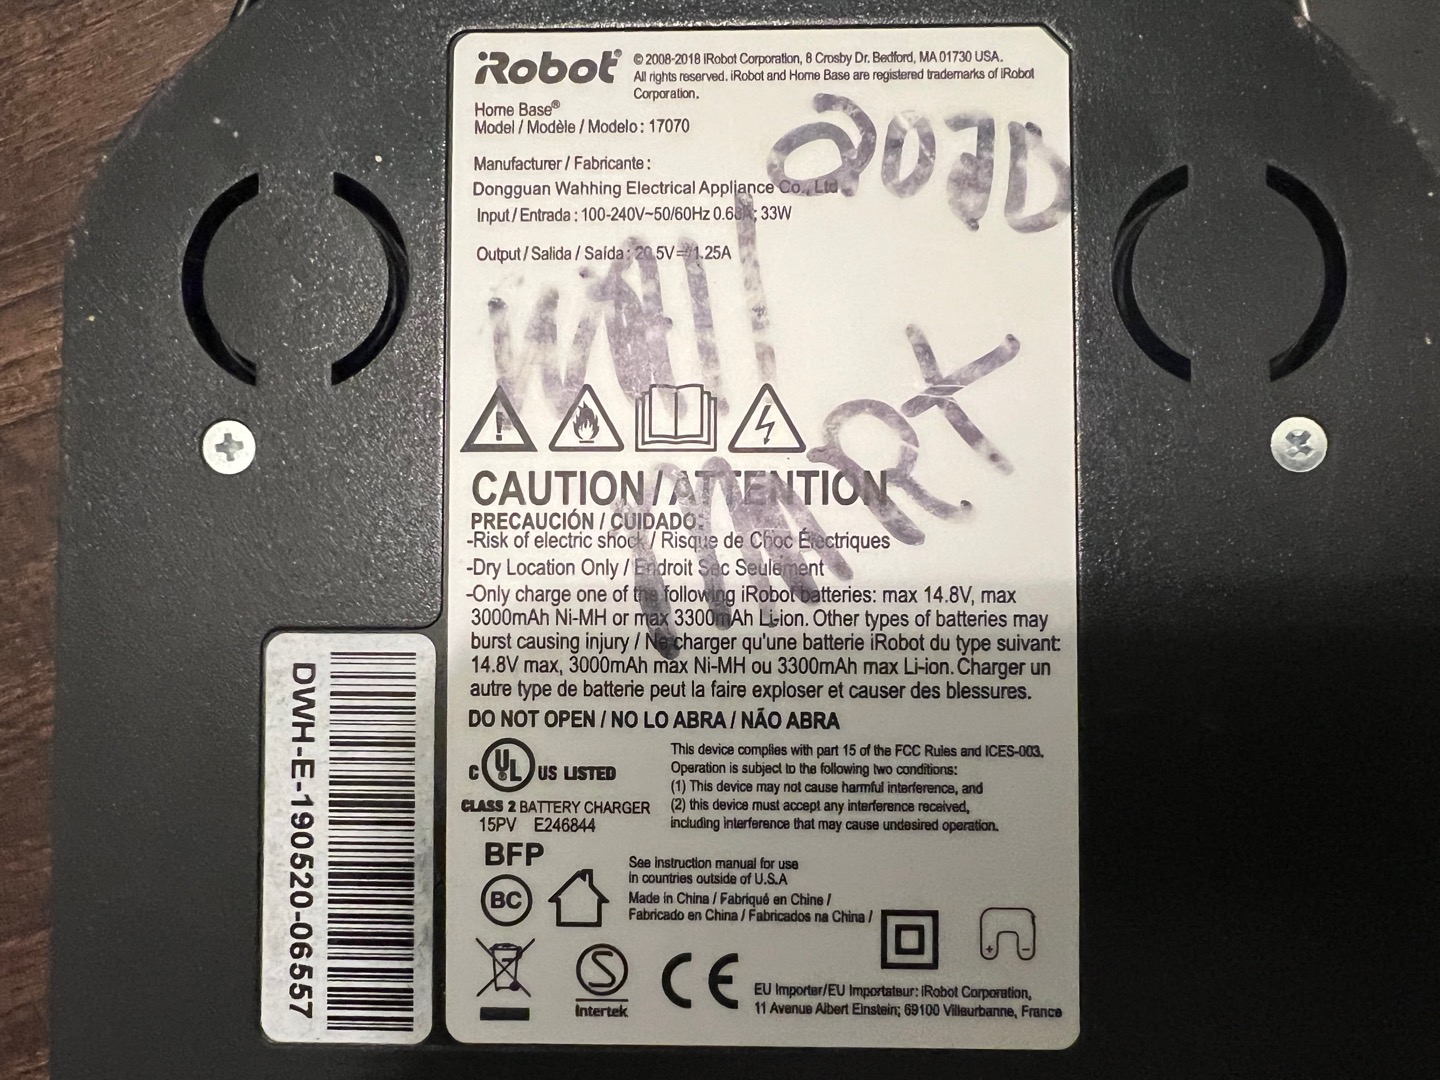 iRobot®
© 2008-2018 iRobot Corporation, 8 Crosby Dr. Bedford, MA 01730 USA.
All rights reserved. iRobot and Home Base are registered trademarks of iRobot
Corporation.
Home Base®
Model / Modèle / Modelo : 17070
Manufacturer / Fabricante :
Dongguan Wahhing Electrical Appliance Co., Ltd.
Input / Entrada : 100-240V~50/60Hz 33W
Output / Salida / Saída : 20.5V⎓1.25A
WALL
MART
CAUTION / ATTENTION
PRECAUCIÓN / CUIDADO:
-Risk of electric shock / Risque de Choc Électriques
-Dry Location Only / Endroit Sec Seulement
-Only charge one of the following iRobot batteries: max 14.8V, max
3000mAh Ni-MH or max 3300mAh Li-ion. Other types of batteries may
burst causing injury / Ne charger qu'une batterie iRobot du type suivant:
14.8V max, 3000mAh max Ni-MH ou 3300mAh max Li-ion. Charger un
autre type de batterie peut la faire exploser et causer des blessures.
DO NOT OPEN / NO LO ABRA / NÃO ABRA
C UL US LISTED
CLASS 2 BATTERY CHARGER
15PV E246844
This device complies with part 15 of the FCC Rules and ICES-003.
Operation is subject to the following two conditions:
(1) This device may not cause harmful interference, and
(2) this device must accept any interference received,
including interference that may cause undesired operation.
BFP
BC
See instruction manual for use
in countries outside of U.S.A
Made in China / Fabriqué en Chine /
Fabricado en China / Fabricados na China /
S
Intertek
CE
EU Importer/EU Importateur: iRobot Corporation,
11 Avenue Albert Einstein; 69100 Villeurbanne, France
DWH-E-190520-06557